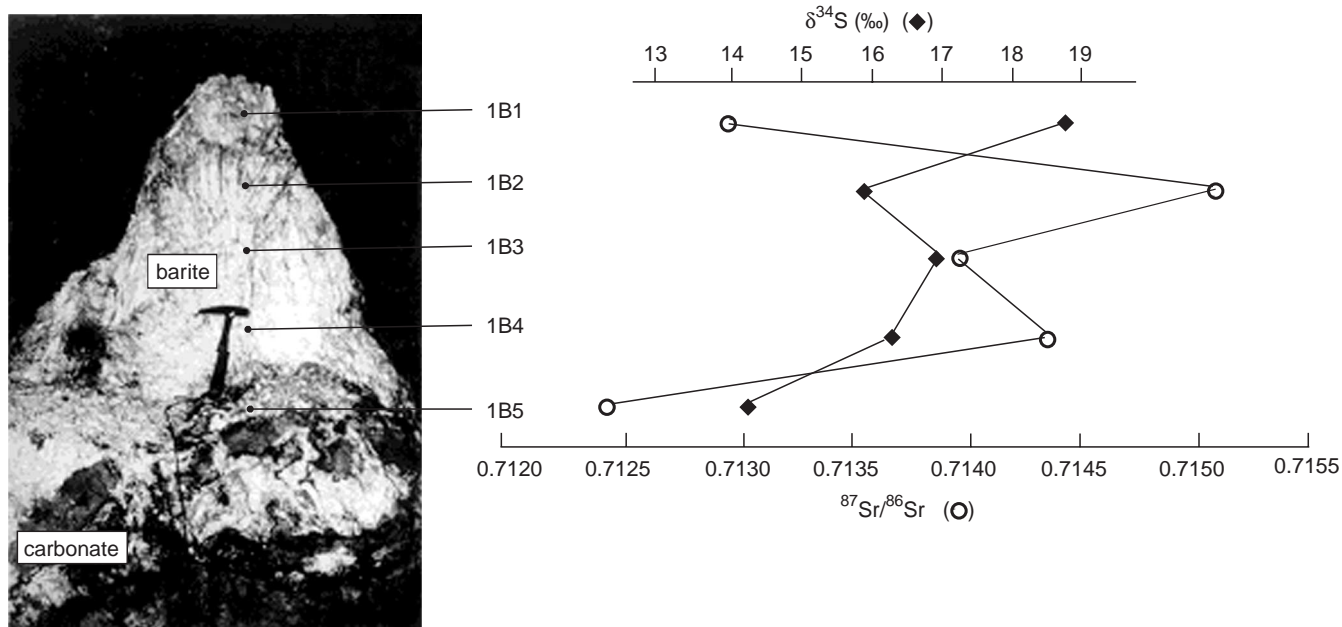 δ³⁴S (‰) (◆)
13 14 15 16 17 18 19
1B1
1B2
1B3
barite
1B4
1B5
0.7120 0.7125 0.7130 0.7135 0.7140 0.7145 0.7150 0.7155
⁸⁷Sr/⁸⁶Sr (O)
carbonate